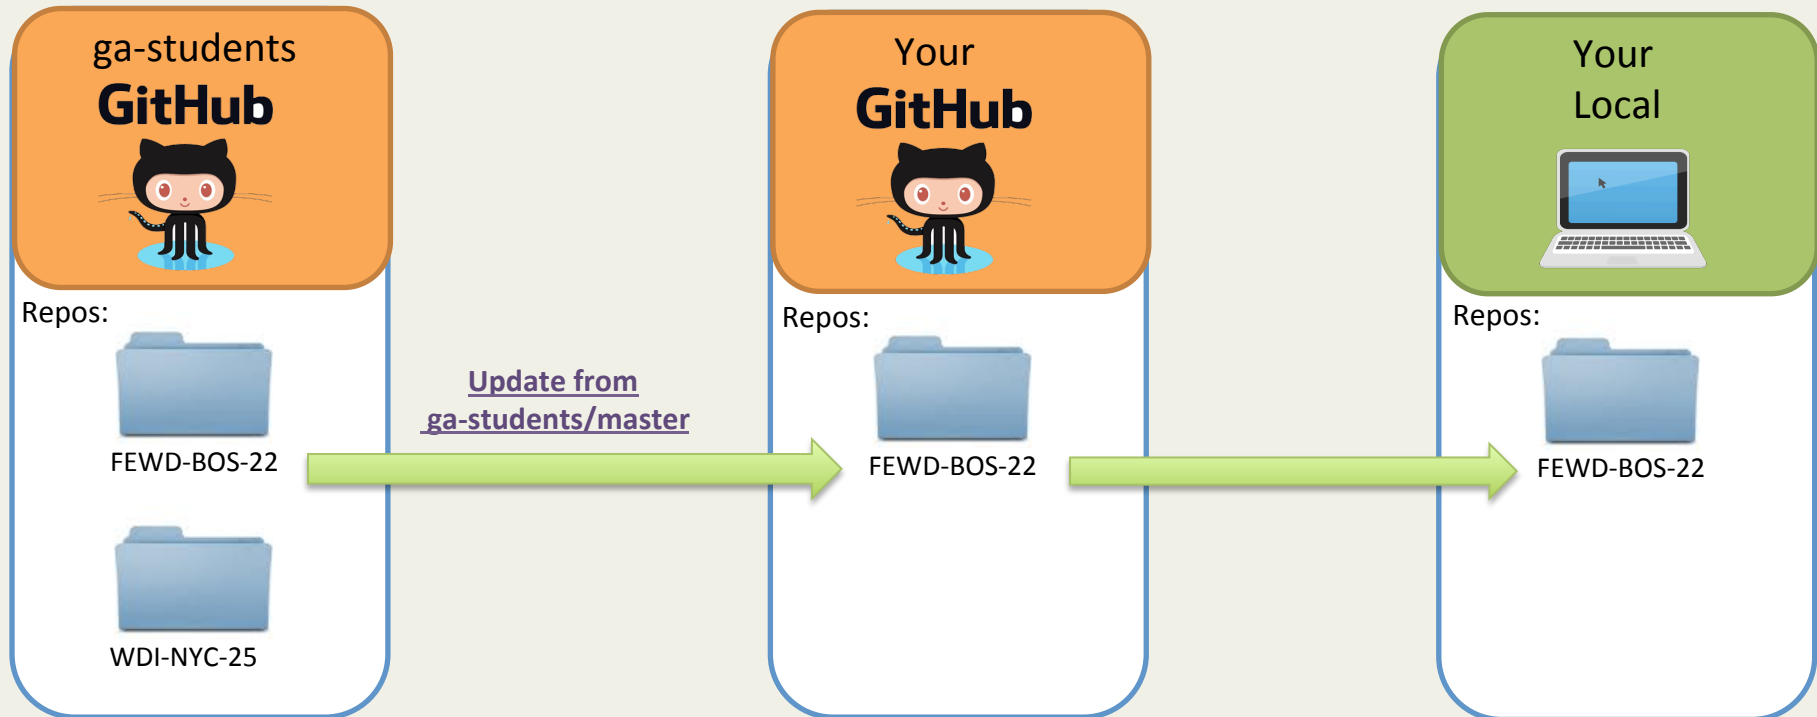 ga-students
GitHub
Repos:
FEWD-BOS-22
WDI-NYC-25
Update from
ga-students/master
Your
GitHub
Repos:
FEWD-BOS-22
Your
Local
Repos:
FEWD-BOS-22